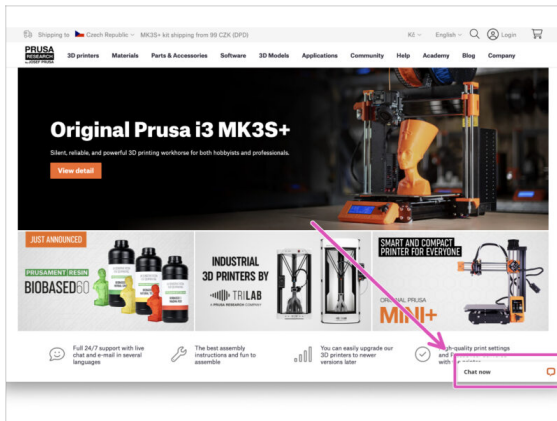 Shipping to Czech Republic MK3S+ kit shipping from 99 CZK (DPD)
Kč English Login
PRUSA
RESEARCH
by JOSEF PRUSA
3D printers Materials Parts & Accessories Software 3D Models Applications Community Help Academy Blog Company
Original Prusa i3 MK3S+
Silent, reliable, and powerful 3D printing workhorse for both hobbyists and professionals.
View detail
JUST ANNOUNCED
PRUSAMENT RESIN
BIOBASED60
INDUSTRIAL
3D PRINTERS BY
TRILAB
A PRUSA RESEARCH COMPANY
SMART AND COMPACT
PRINTER FOR EVERYONE
ORIGINAL PRUSA
MINI+
Full 24/7 support with live
chat and e-mail in several
languages
The best assembly
instructions and fun to
assemble
You can easily upgrade our
3D printers to newer
versions later
High-quality print settings
and
with
Chat now